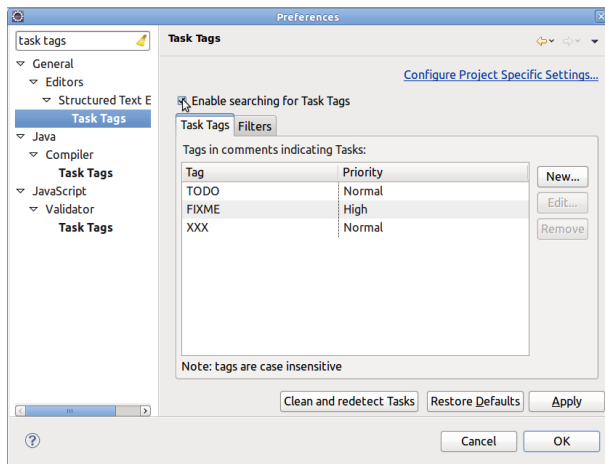 Preferences
task tags
Task Tags
General
Editors
Structured Text E
Task Tags
Java
Compiler
Task Tags
JavaScript
Validator
Task Tags
Configure Project Specific Settings...
Enable searching for Task Tags
Task Tags Filters
Tags in comments indicating Tasks:
Tag Priority
TODO Normal
FIXME High
XXX Normal
New...
Edit...
Remove
Note: tags are case insensitive
Clean and redetect Tasks Restore Defaults Apply
? Cancel OK